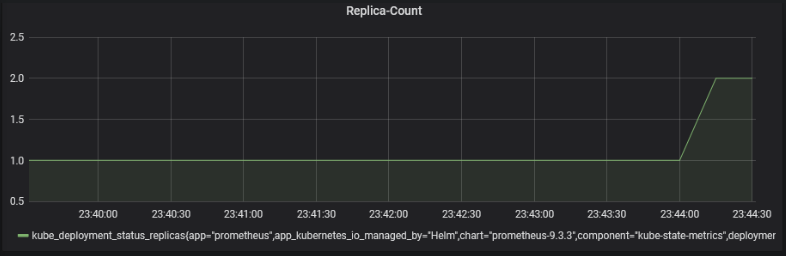 Replica-Count
2.5
2.0
1.5
1.0
0.5
23:40:00 23:40:30 23:41:00 23:41:30 23:42:00 23:42:30 23:43:00 23:43:30 23:44:00 23:44:30
kube_deployment_status_replicas{app="prometheus",app_kubernetes_io_managed_by="Helm",chart="prometheus-9.3.3",component="kube-state-metrics",deploymer